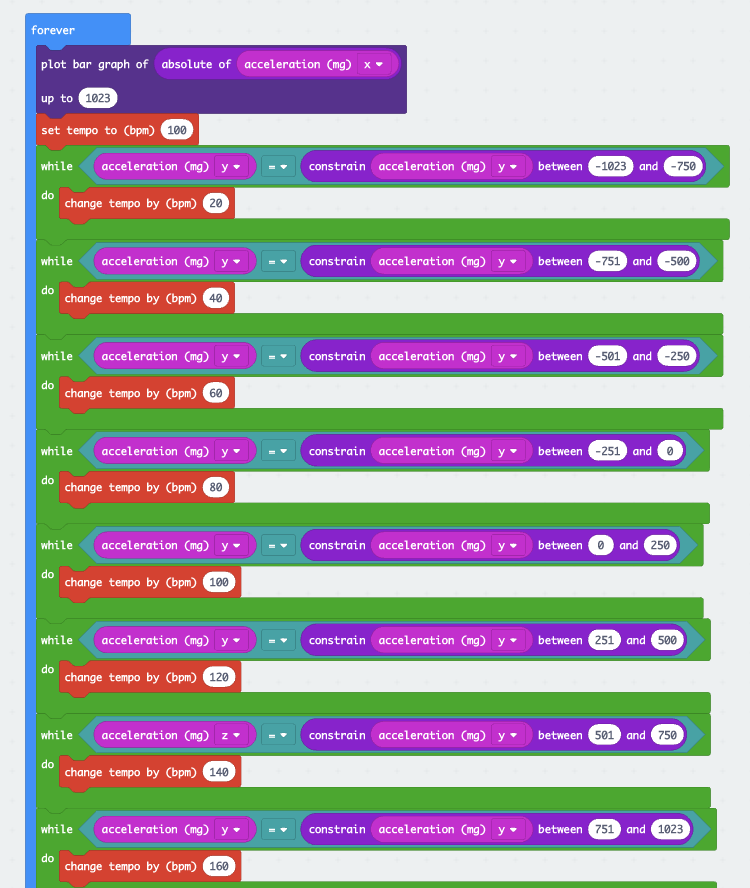 forever
plot bar graph of absolute of acceleration (mg) x
up to 1023
set tempo to (bpm) 100
while acceleration (mg) y = constrain acceleration (mg) y between -1023 and -750
do change tempo by (bpm) 20
while acceleration (mg) y = constrain acceleration (mg) y between -751 and -500
do change tempo by (bpm) 40
while acceleration (mg) y = constrain acceleration (mg) y between -501 and -250
do change tempo by (bpm) 60
while acceleration (mg) y = constrain acceleration (mg) y between -251 and 0
do change tempo by (bpm) 80
while acceleration (mg) y = constrain acceleration (mg) y between 0 and 250
do change tempo by (bpm) 100
while acceleration (mg) y = constrain acceleration (mg) y between 251 and 500
do change tempo by (bpm) 120
while acceleration (mg) z = constrain acceleration (mg) y between 501 and 750
do change tempo by (bpm) 140
while acceleration (mg) y = constrain acceleration (mg) y between 751 and 1023
do change tempo by (bpm) 160